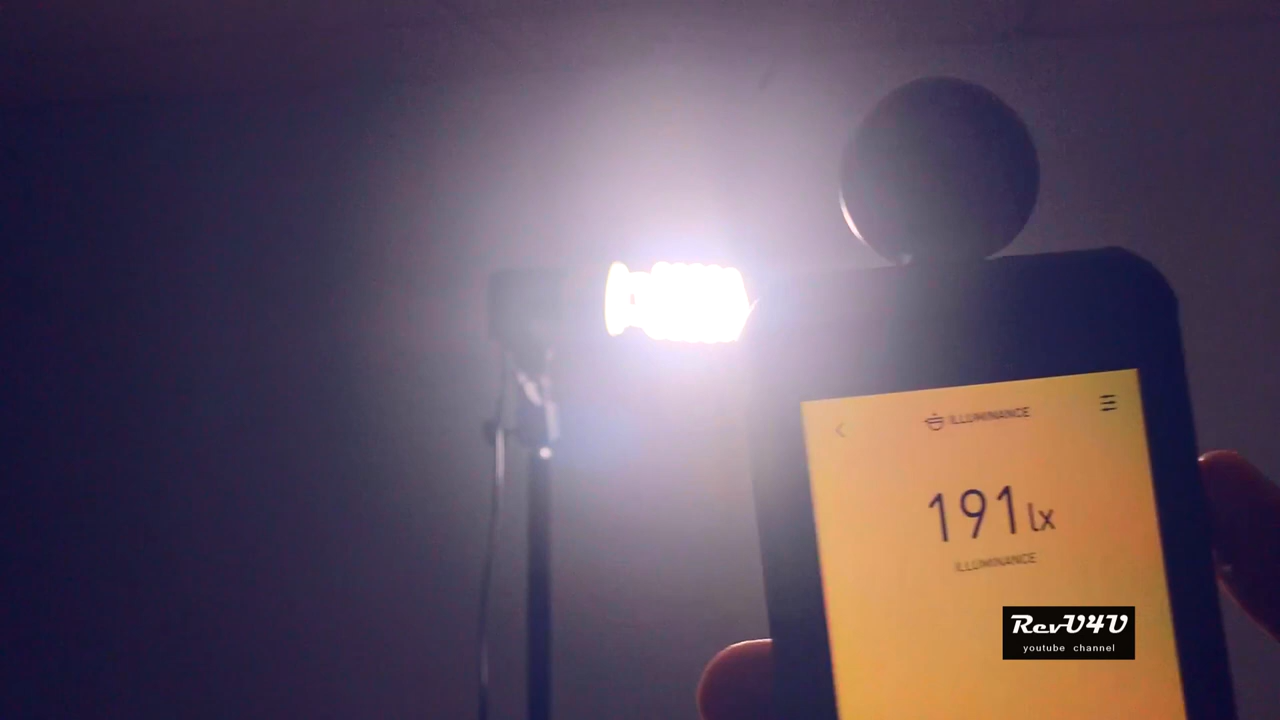 ILLUMINANCE
191 lx
ILLUMINANCE
RevU4U
youtube channel